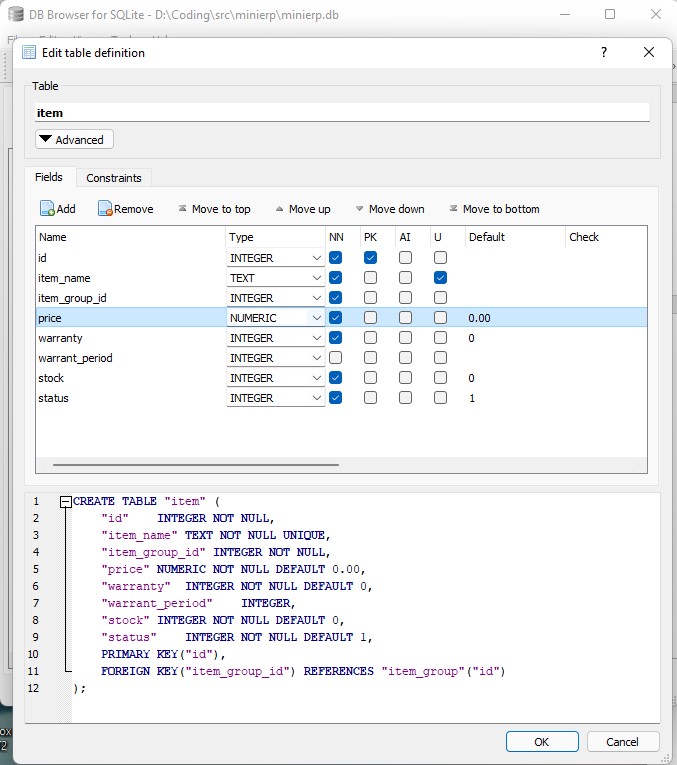 DB Browser for SQLite - D:\Coding\src\minierp\minierp.db
Edit table definition
Table
item
Advanced
Fields Constraints
Add Remove Move to top Move up Move down Move to bottom
Name Type NN PK AI U Default Check
id INTEGER
item_name TEXT
item_group_id INTEGER
price NUMERIC 0.00
warranty INTEGER 0
warrant_period INTEGER
stock INTEGER 0
status INTEGER 1
1 CREATE TABLE "item" (
2 "id" INTEGER NOT NULL,
3 "item_name" TEXT NOT NULL UNIQUE,
4 "item_group_id" INTEGER NOT NULL,
5 "price" NUMERIC NOT NULL DEFAULT 0.00,
6 "warranty" INTEGER NOT NULL DEFAULT 0,
7 "warrant_period" INTEGER,
8 "stock" INTEGER NOT NULL DEFAULT 0,
9 "status" INTEGER NOT NULL DEFAULT 1,
10 PRIMARY KEY("id"),
11 FOREIGN KEY("item_group_id") REFERENCES "item_group"("id")
12 );
OK Cancel